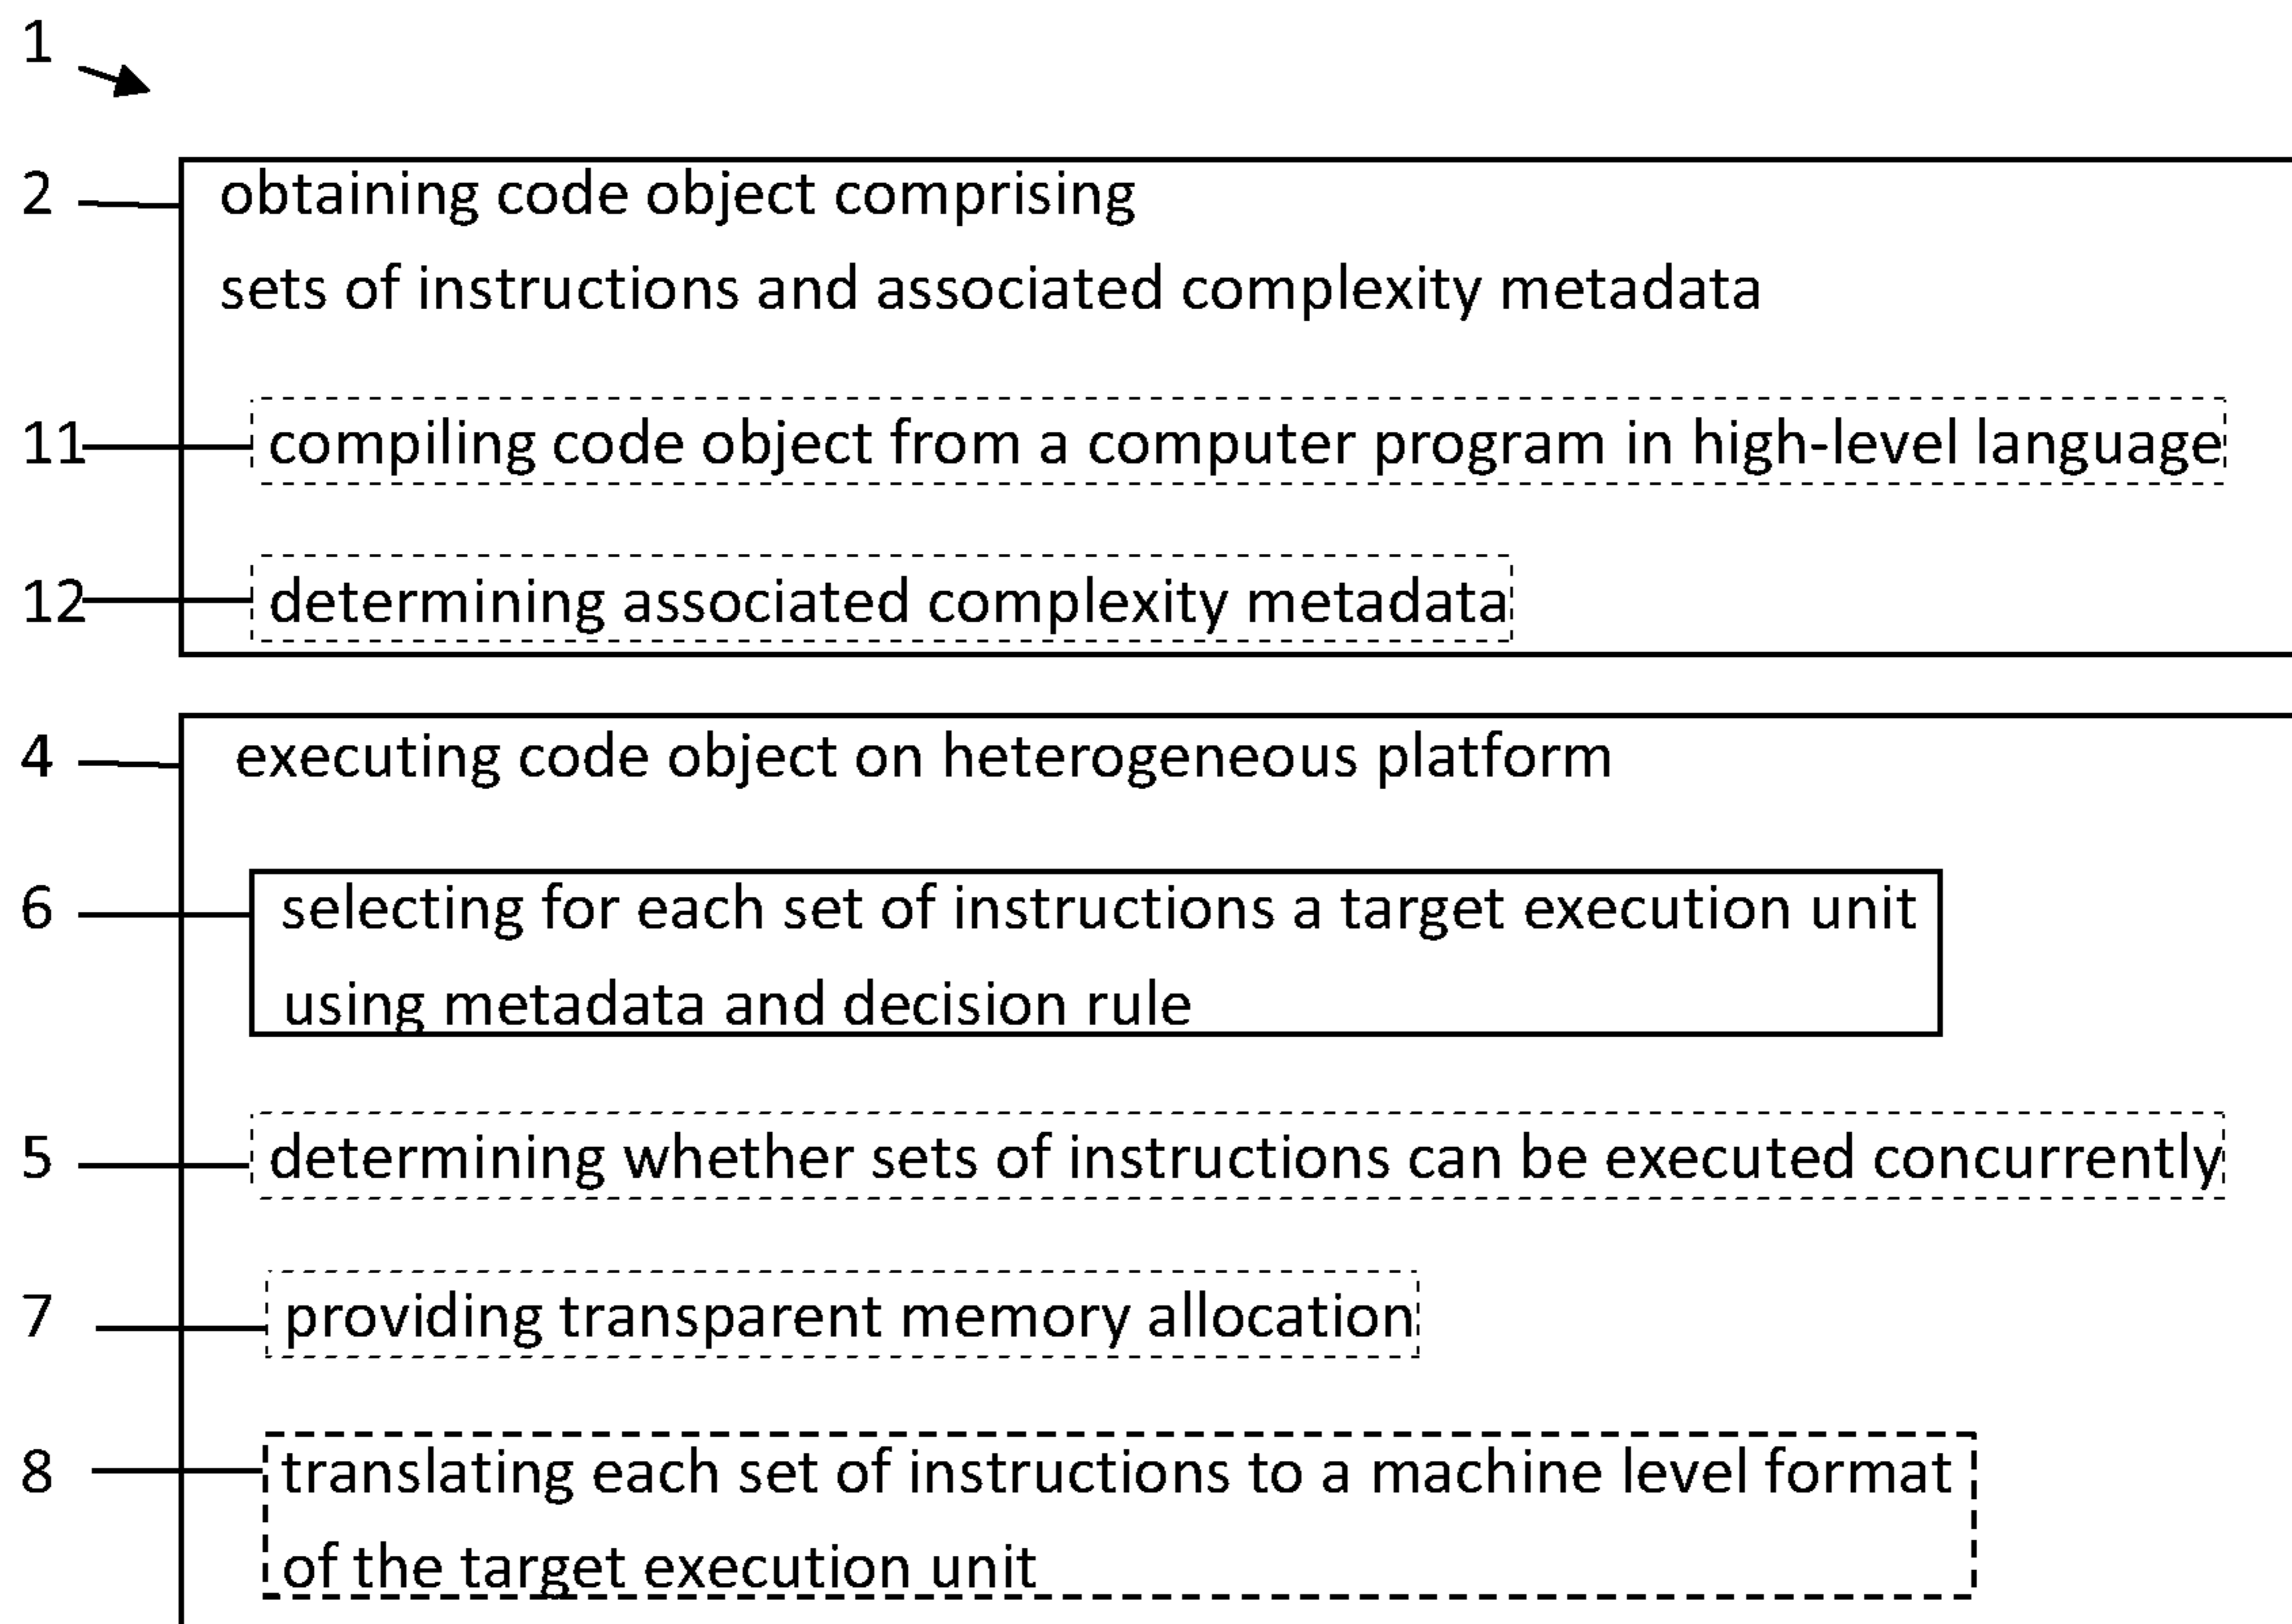 1
2 obtaining code object comprising
sets of instructions and associated complexity metadata
11 compiling code object from a computer program in high-level language
12 determining associated complexity metadata
4 executing code object on heterogeneous platform
6 selecting for each set of instructions a target execution unit
using metadata and decision rule
5 determining whether sets of instructions can be executed concurrently
7 providing transparent memory allocation
8 translating each set of instructions to a machine level format
of the target execution unit